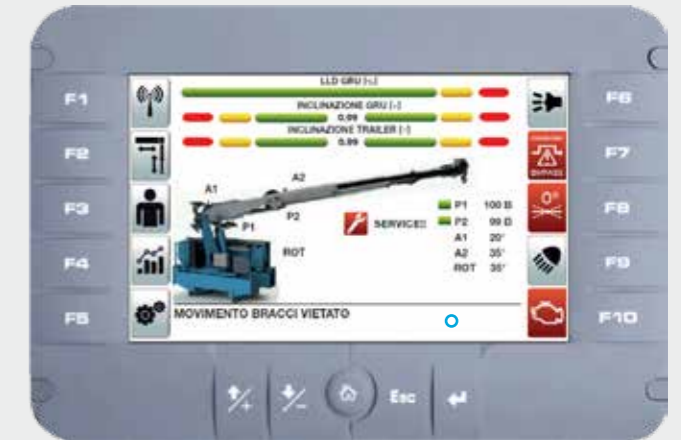 F1
F2
F3
F4
F5
LLD GRU [%]
INCLINAZIONE GRU [°]
0.09
INCLINAZIONE TRAILER [°]
0.09
A1
A2
P1
P2
ROT
SERVICE!!
P1 100 B
P2 99 B
A1 20°
A2 35°
ROT 35°
MOVIMENTO BRACCI VIETATO
BYPASS
0°
F6
F7
F8
F9
F10
+
-
Esc